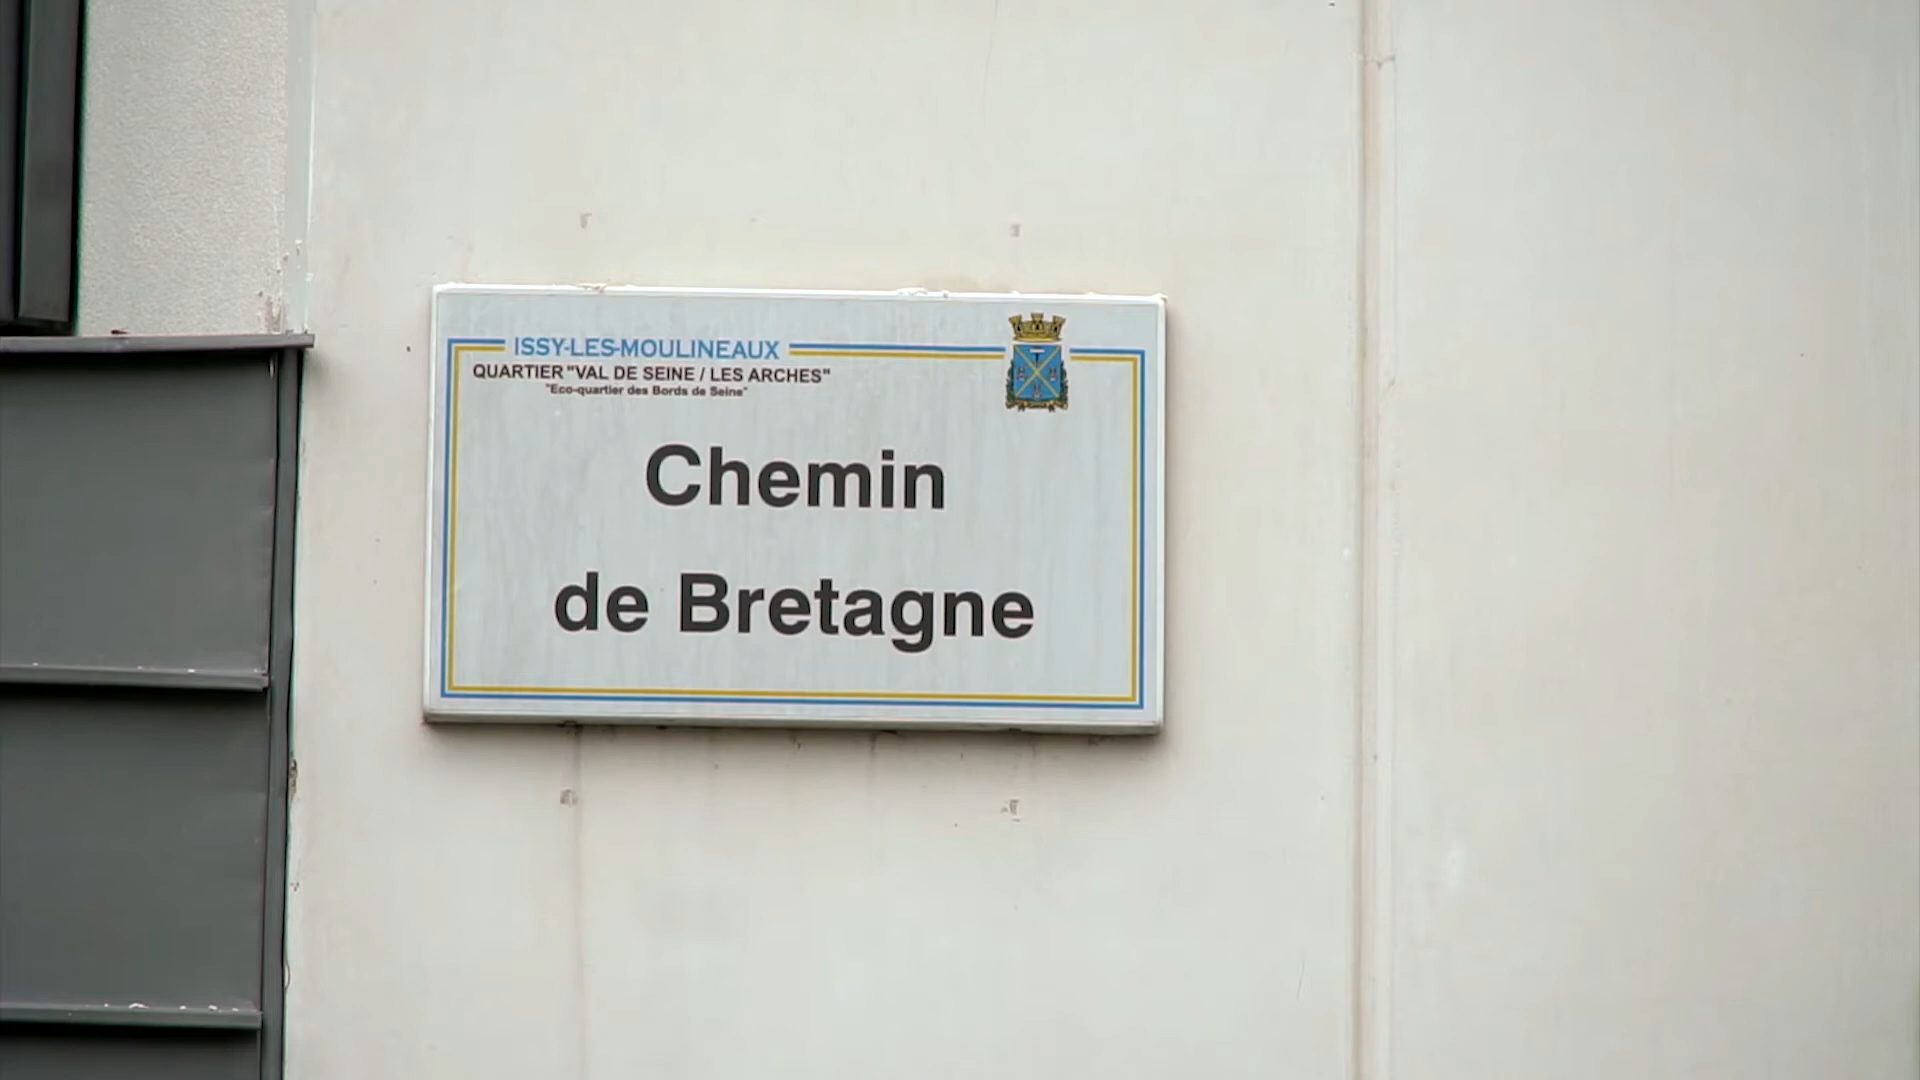 ISSY-LES-MOULINEAUX
QUARTIER "VAL DE SEINE / LES ARCHES"
"Eco-quartier des Bords de Seine"
Chemin
de Bretagne